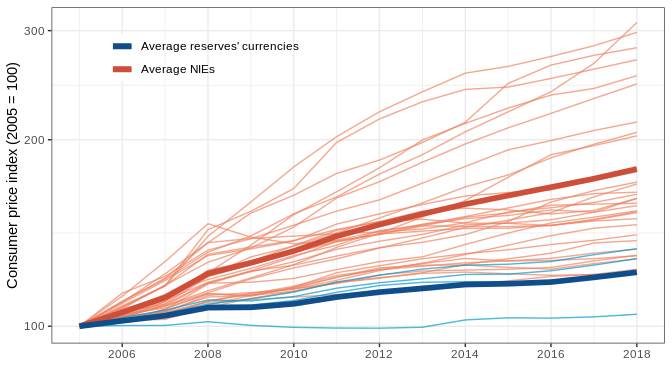 Consumer price index (2005 = 100)
300
200
100
Average reserves' currencies
Average NIEs
2006 2008 2010 2012 2014 2016 2018